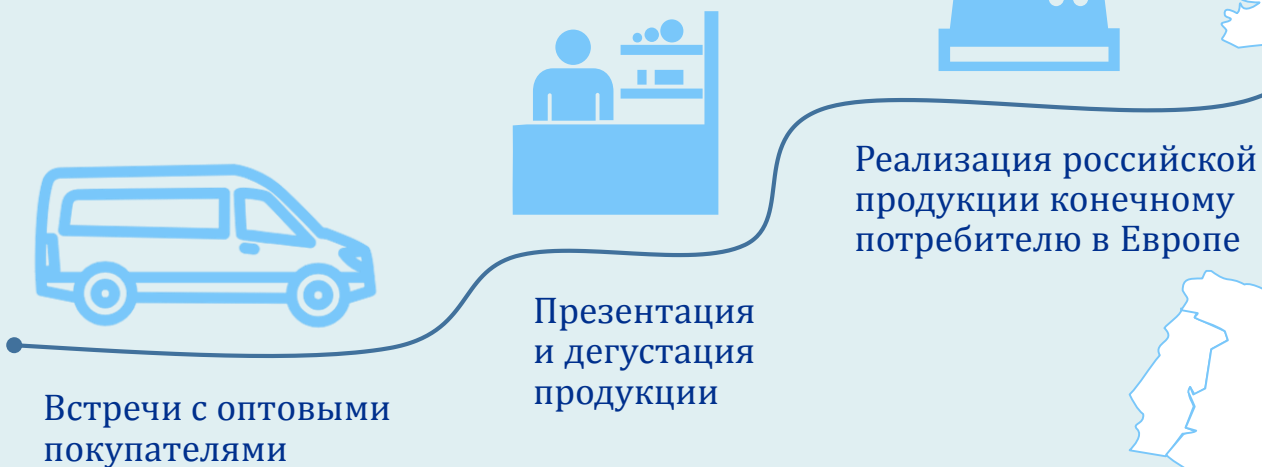 Встречи с оптовыми
покупателями
Презентация
и дегустация
продукции
Реализация российской
продукции конечному
потребителю в Европе